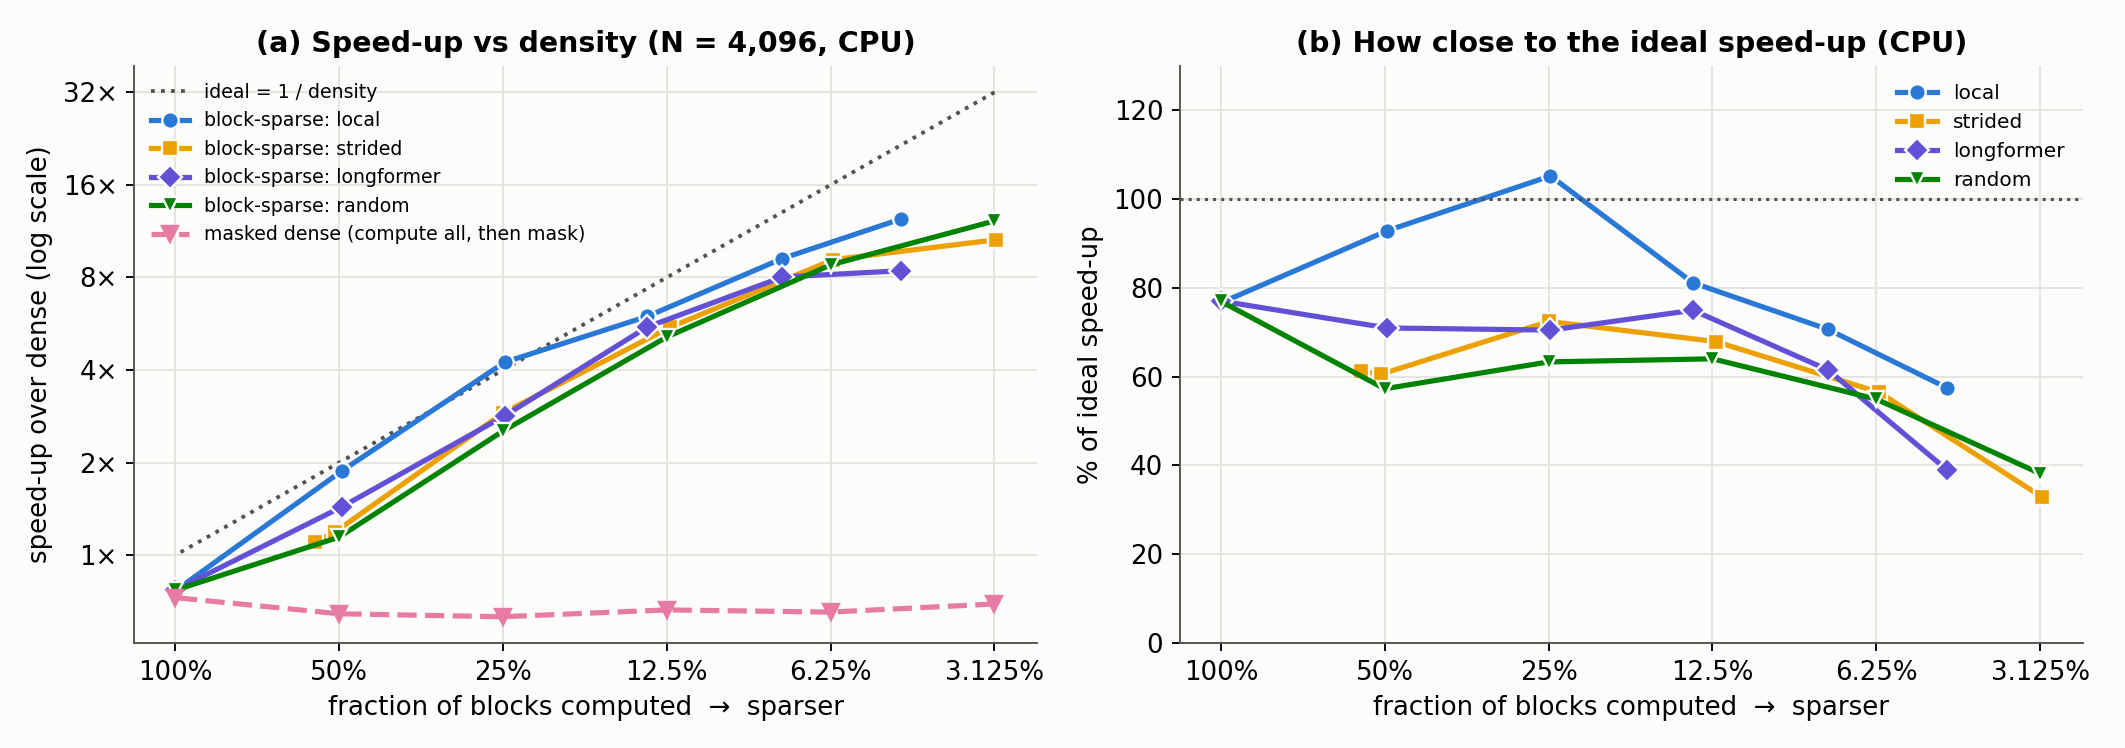 (a) Speed-up vs density (N = 4,096, CPU)
speed-up over dense (log scale)
32×
16×
8×
4×
2×
1×
ideal = 1 / density
block-sparse: local
block-sparse: strided
block-sparse: longformer
block-sparse: random
masked dense (compute all, then mask)
100% 50% 25% 12.5% 6.25% 3.125%
fraction of blocks computed → sparser
(b) How close to the ideal speed-up (CPU)
% of ideal speed-up
120
100
80
60
40
20
0
local
strided
longformer
random
100% 50% 25% 12.5% 6.25% 3.125%
fraction of blocks computed → sparser